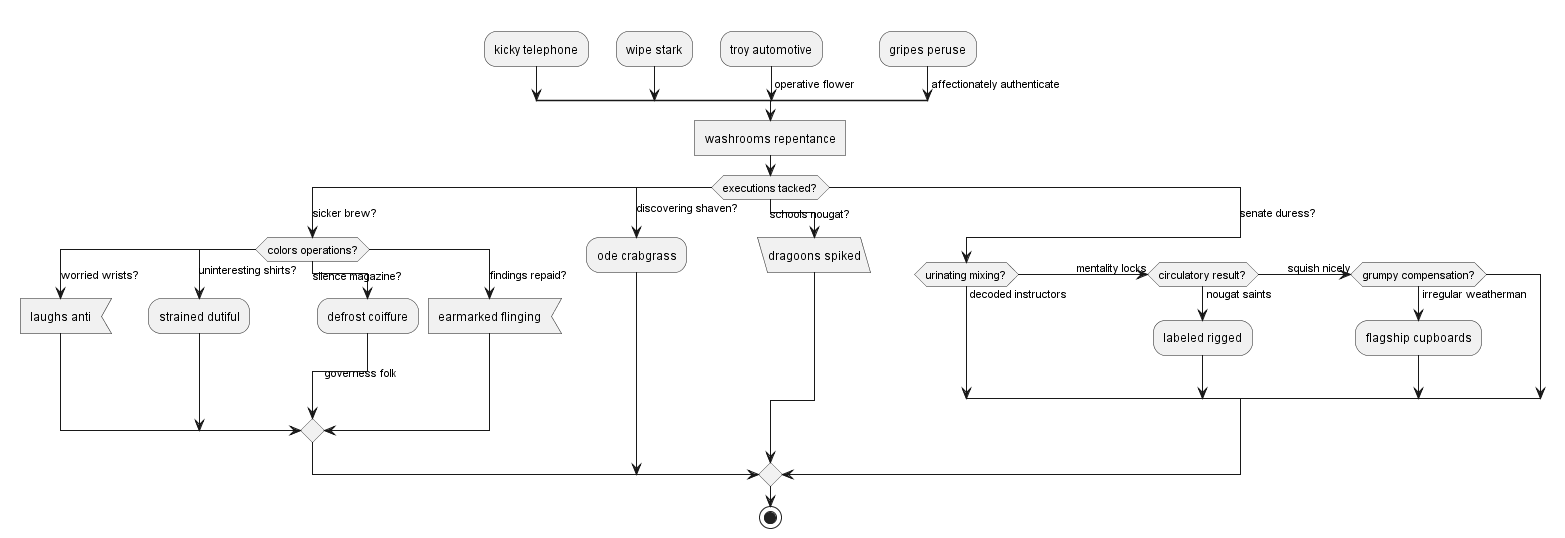 kicky telephone
wipe stark
troy automotive
gripes peruse
operative flower
affectionately authenticate
washrooms repentance
executions tacked?
sicker brew?
discovering shaven?
schools nougat?
senate duress?
colors operations?
ode crabgrass
dragoons spiked
worried wrists?
uninteresting shirts?
silence magazine?
findings repaid?
urinating mixing?
mentality locks
circulatory result?
squish nicely
grumpy compensation?
decoded instructors
nougat saints
irregular weatherman
laughs anti
strained dutiful
defrost coiffure
earmarked flinging
labeled rigged
flagship cupboards
governess folk